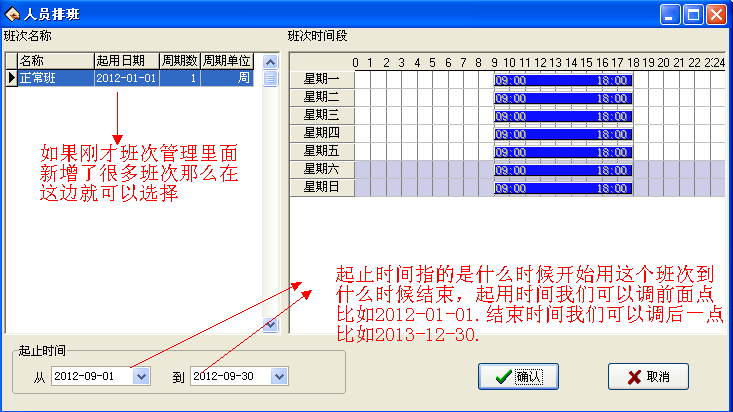 人员排班
班次名称
班次时间段
名称 起用日期 周期数 周期单位
正常班 2012-01-01 1 周
0 1 2 3 4 5 6 7 8 9 10 11 12 13 14 15 16 17 18 19 20 21 22 23 24
星期一 09:00 18:00
星期二 09:00 18:00
星期三 09:00 18:00
星期四 09:00 18:00
星期五 09:00 18:00
星期六 09:00 18:00
星期日 09:00 18:00
如果刚才班次管理里面
新增了很多班次那么在
这边就可以选择
起止时间指的是什么时候开始用这个班次到
什么时候结束，起用时间我们可以调前面点
比如2012-01-01.结束时间我们可以调后一点
比如2013-12-30.
起止时间
从 2012-09-01 到 2012-09-30
确认
取消